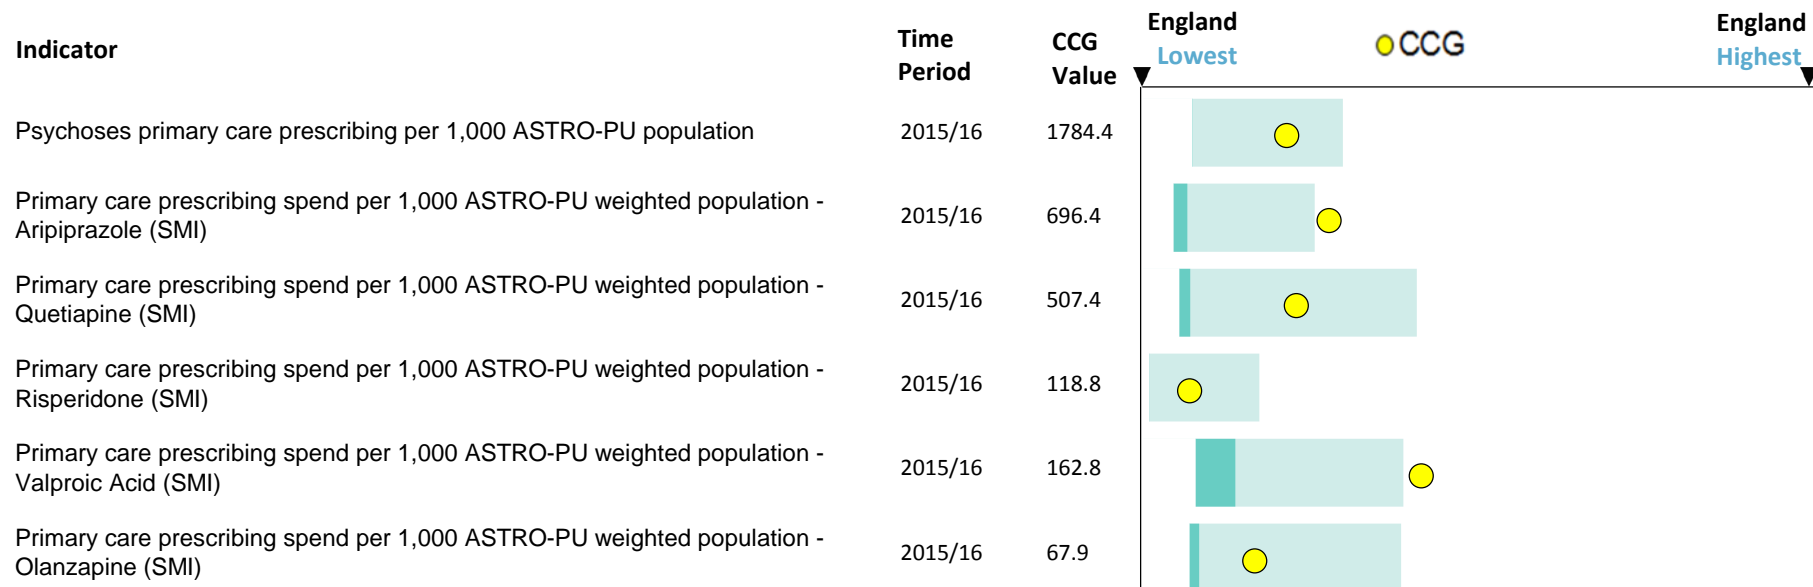 Indicator
Time
Period
CCG
Value
England
Lowest
CCG
England
Highest
Psychoses primary care prescribing per 1,000 ASTRO-PU population
2015/16
1784.4
Primary care prescribing spend per 1,000 ASTRO-PU weighted population -
Aripiprazole (SMI)
2015/16
696.4
Primary care prescribing spend per 1,000 ASTRO-PU weighted population -
Quetiapine (SMI)
2015/16
507.4
Primary care prescribing spend per 1,000 ASTRO-PU weighted population -
Risperidone (SMI)
2015/16
118.8
Primary care prescribing spend per 1,000 ASTRO-PU weighted population -
Valproic Acid (SMI)
2015/16
162.8
Primary care prescribing spend per 1,000 ASTRO-PU weighted population -
Olanzapine (SMI)
2015/16
67.9